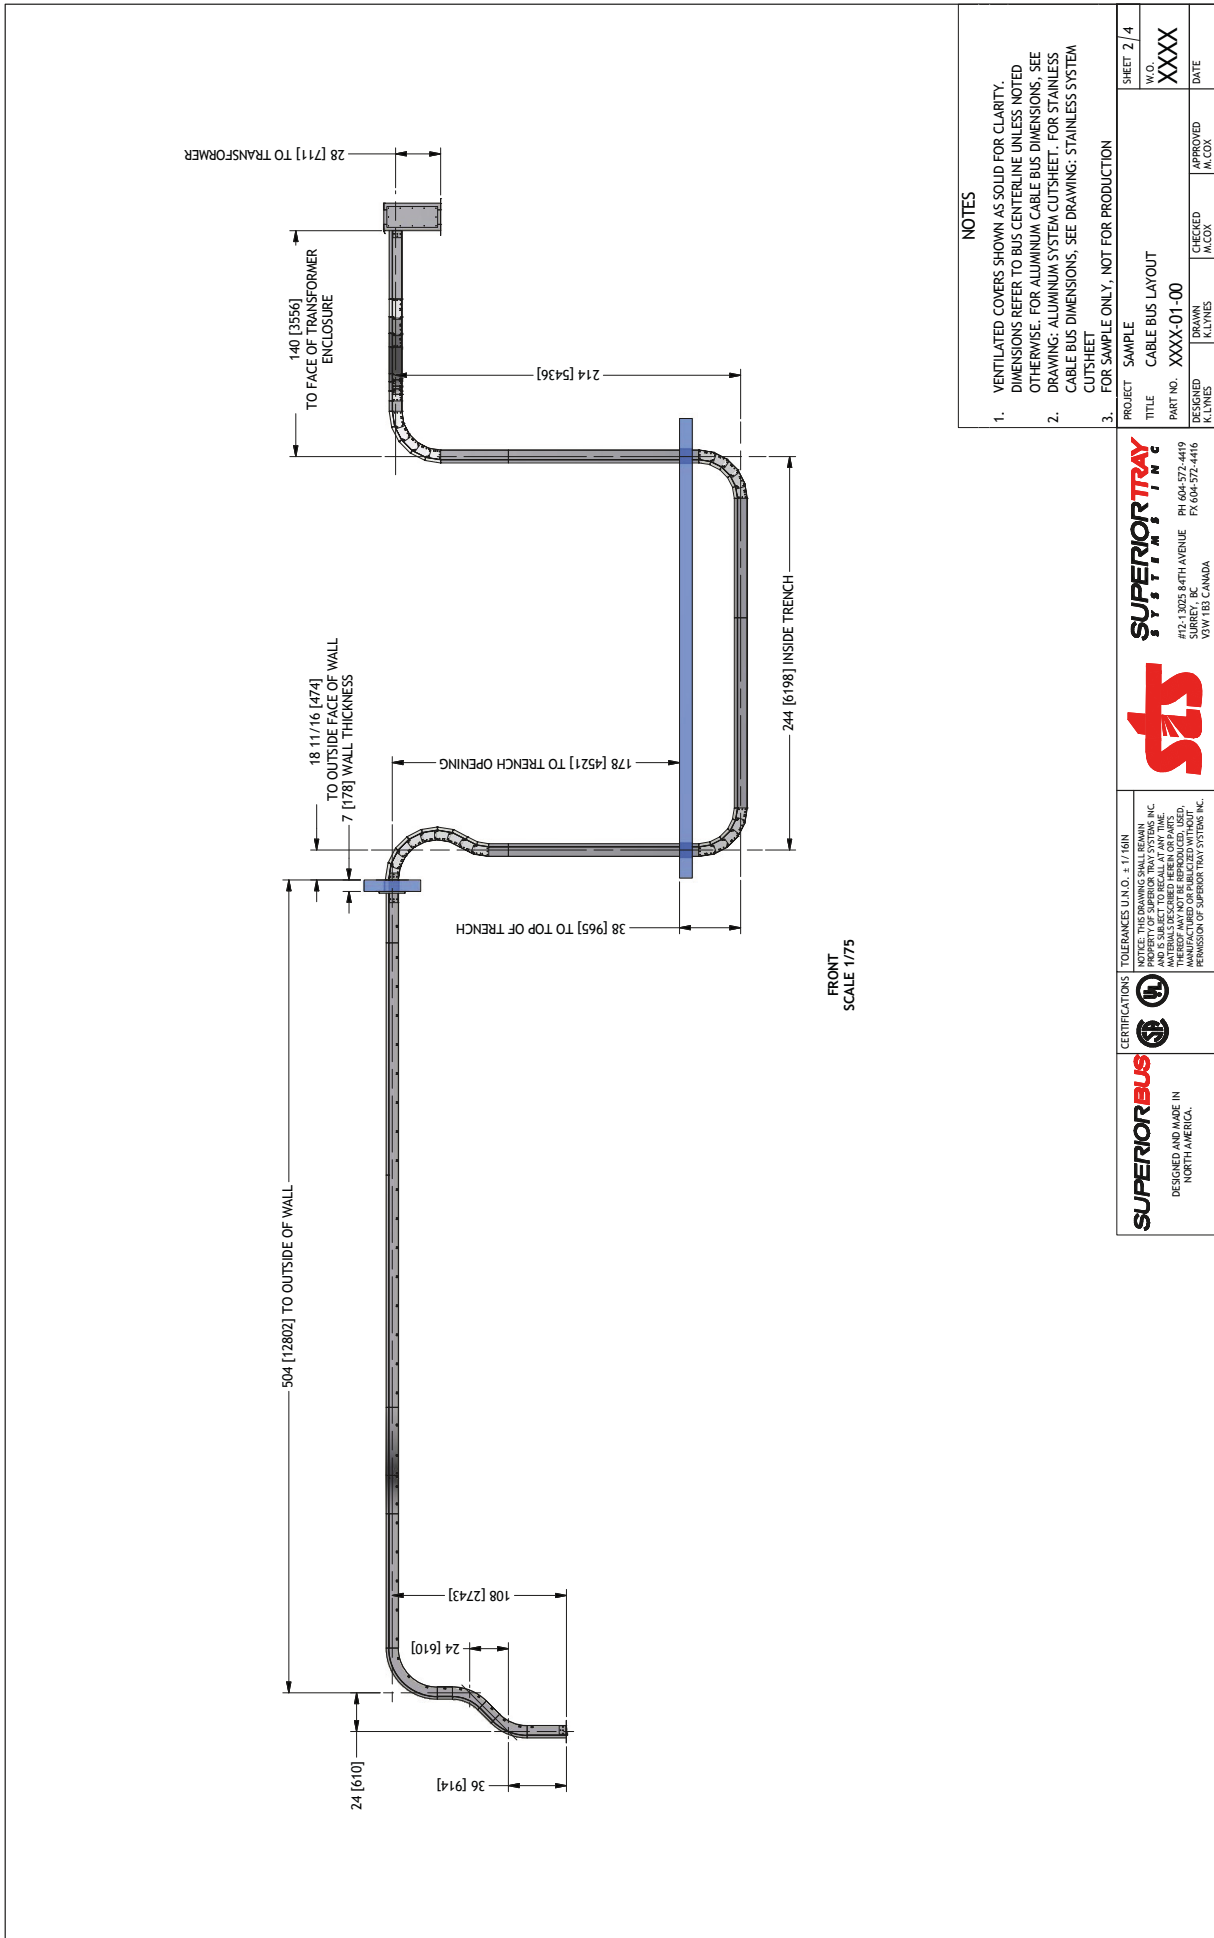 28 [711] TO TRANSFORMER
140 [3556]
TO FACE OF TRANSFORMER
ENCLOSURE
214 [5436]
18 11/16 [474]
TO OUTSIDE FACE OF WALL
7 [178] WALL THICKNESS
178 [4521] TO TRENCH OPENING
244 [6198] INSIDE TRENCH
38 [965] TO TOP OF TRENCH
504 [12802] TO OUTSIDE OF WALL
108 [2743]
24 [610]
24 [610]
36 [914]
FRONT
SCALE 1/75
NOTES
1. VENTILATED COVERS SHOWN AS SOLID FOR CLARITY.
DIMENSIONS REFER TO BUS CENTERLINE UNLESS NOTED
OTHERWISE. FOR ALUMINUM CABLE BUS DIMENSIONS, SEE
2. DRAWING: ALUMINUM SYSTEM CUTSHEET. FOR STAINLESS
CABLE BUS DIMENSIONS, SEE DRAWING: STAINLESS SYSTEM
CUTSHEET
3. FOR SAMPLE ONLY, NOT FOR PRODUCTION
SUPERIORBUS
DESIGNED AND MADE IN
NORTH AMERICA.
CERTIFICATIONS
SA
UL
TOLERANCES U.N.O. ± 1/16IN
NOTICE: THIS DRAWING SHALL REMAIN
PROPERTY OF SUPERIOR TRAY SYSTEMS INC.
AND IS SUBJECT TO RECALL AT ANY TIME.
MATERIALS DESCRIBED HEREIN OR PARTS
THEREOF MAY NOT BE REPRODUCED, USED,
MANUFACTURED OR PUBLICIZED WITHOUT
PERMISSION OF SUPERIOR TRAY SYSTEMS INC.
sts
SUPERIORTRAY
SYSTEMS INC
#12-13025 84TH AVENUE
SURREY, BC
V3W 1B3 CANADA
PH 604-572-4419
FX 604-572-4416
PROJECT SAMPLE
TITLE CABLE BUS LAYOUT
PART NO. XXXX-01-00
SHEET 2/4
W.O.
XXXX
DESIGNED
K.LYNES
DRAWN
K.LYNES
CHECKED
M.COX
APPROVED
M.COX
DATE